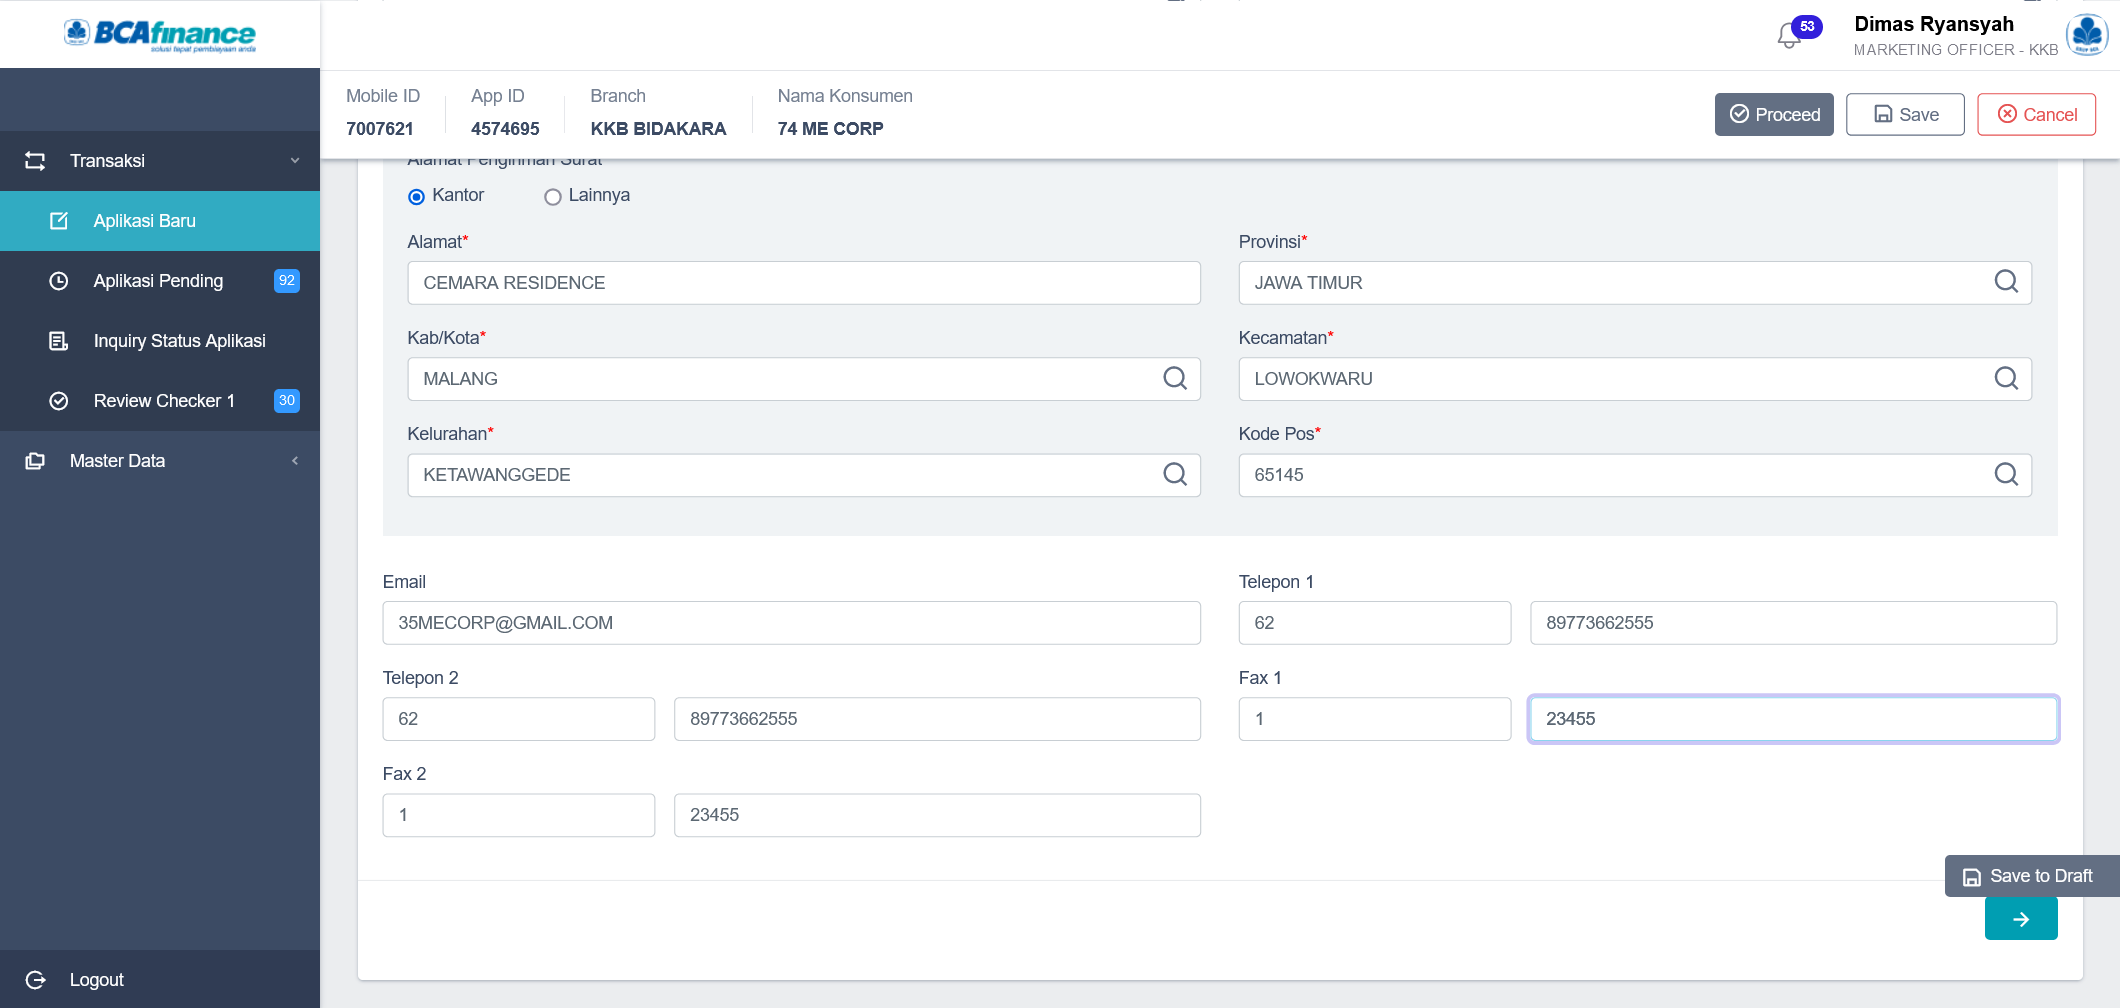 BCAfinance
solusi tepat pembiayaan anda
53
Dimas Ryansyah
MARKETING OFFICER - KKB
Mobile ID
7007621
App ID
4574695
Branch
KKB BIDAKARA
Nama Konsumen
74 ME CORP
Proceed
Save
Cancel
Transaksi
Aplikasi Baru
Aplikasi Pending
92
Inquiry Status Aplikasi
Review Checker 1
30
Master Data
Logout
Alamat Pengiriman Surat
Kantor
Lainnya
Alamat*
CEMARA RESIDENCE
Provinsi*
JAWA TIMUR
Kab/Kota*
MALANG
Kecamatan*
LOWOKWARU
Kelurahan*
KETAWANGGEDE
Kode Pos*
65145
Email
35MECORP@GMAIL.COM
Telepon 1
62
89773662555
Telepon 2
62
89773662555
Fax 1
1
23455
Fax 2
1
23455
Save to Draft